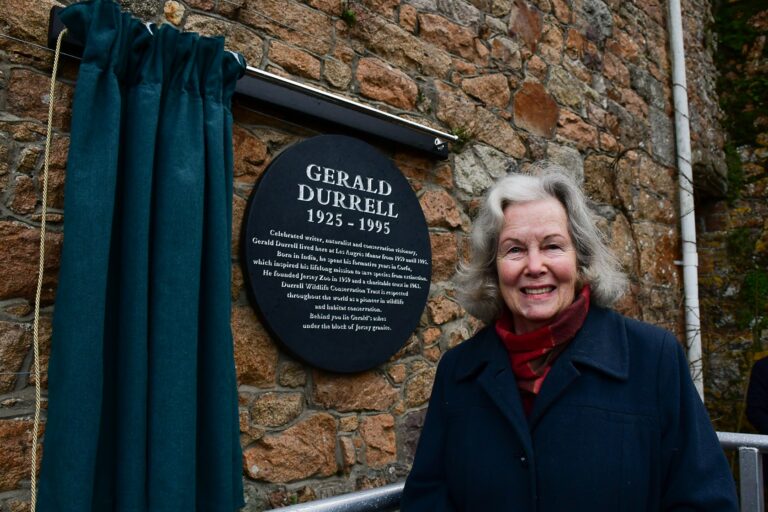 GERALD
DURRELL
1925 - 1995
Celebrated writer, naturalist and conservation visionary,
Gerald Durrell lived here at Les Augrès Manor from 1959 until 1995.
Born in India, he spent his formative years in Corfu,
which inspired his lifelong mission to save species from extinction.
He founded Jersey Zoo in 1959 and a charitable trust in 1963.
Durrell Wildlife Conservation Trust is respected
throughout the world as a pioneer in wildlife
and habitat conservation.
Behind you lie Gerald's ashes
under the block of Jersey granite.